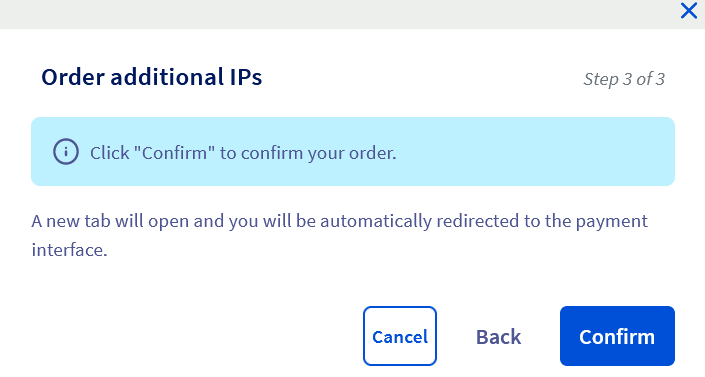 Order additional IPs
Step 3 of 3
Click "Confirm" to confirm your order.
A new tab will open and you will be automatically redirected to the payment
interface.
Cancel
Back
Confirm